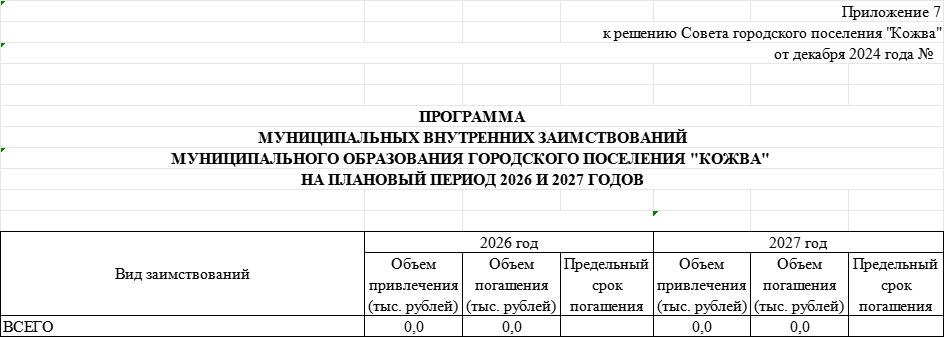 Приложение 7
к решению Совета городского поселения "Кожва"
от декабря 2024 года №
ПРОГРАММА
МУНИЦИПАЛЬНЫХ ВНУТРЕННИХ ЗАИМСТВОВАНИЙ
МУНИЦИПАЛЬНОГО ОБРАЗОВАНИЯ ГОРОДСКОГО ПОСЕЛЕНИЯ "КОЖВА"
НА ПЛАНОВЫЙ ПЕРИОД 2026 И 2027 ГОДОВ
Вид заимствований
2026 год
2027 год
Объем
привлечения
(тыс. рублей)
Объем
погашения
(тыс. рублей)
Предельный
срок
погашения
Объем
привлечения
(тыс. рублей)
Объем
погашения
(тыс. рублей)
Предельный
срок
погашения
ВСЕГО 0,0 0,0 0,0 0,0